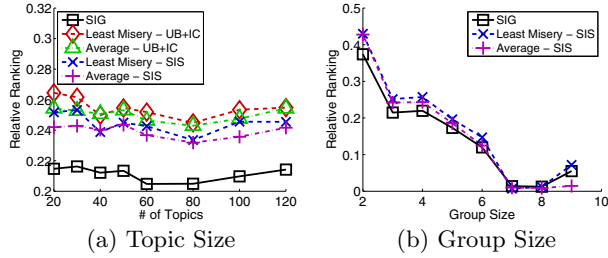 0.32
0.3
0.28
0.26
0.24
0.22
0.2
Relative Ranking
SIG
Least Misery – UB+IC
Average – UB+IC
Least Misery – SIS
Average – SIS
20 40 60 80 100 120
# of Topics
(a) Topic Size
0.5
0.4
0.3
0.2
0.1
0
Relative Ranking
SIG
Least Misery – SIS
Average – SIS
2 4 6 8 10
Group Size
(b) Group Size